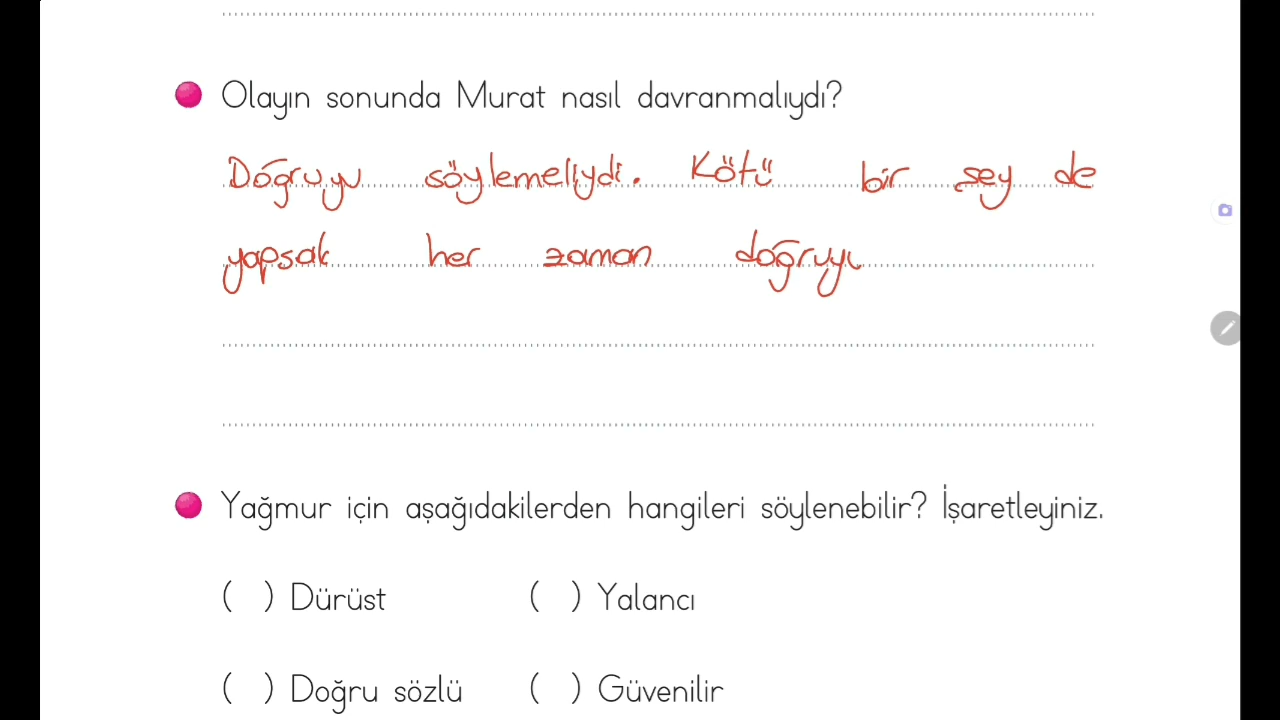 Olayın sonunda Murat nasıl davranmalıydı?
Doğruyu söylemeliydi. Kötü bir şey de
yapsak her zaman doğruyu
Yağmur için aşağıdakilerden hangileri söylenebilir? İşaretleyiniz.
( ) Dürüst ( ) Yalancı
( ) Doğru sözlü ( ) Güvenilir